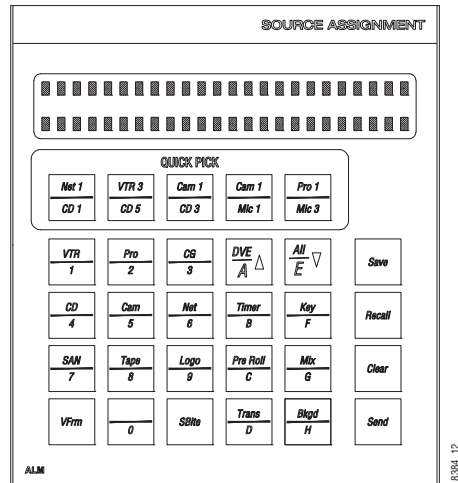 SOURCE ASSIGNMENT
QUICK PICK
Net 1 VTR 3 Cam 1 Cam 1 Pro 1
CD 1 CD 5 CD 3 Mic 1 Mic 3
VTR Pro CG DVE All Save
1 2 3 A E
CD Cam Net Timer Key Recall
4 5 6 B F
SAN Tape Logo Pre Roll Mix Clear
7 8 9 C G
VFrm SBite Trans Bkgd Send
0 D H
ALM
8384_12